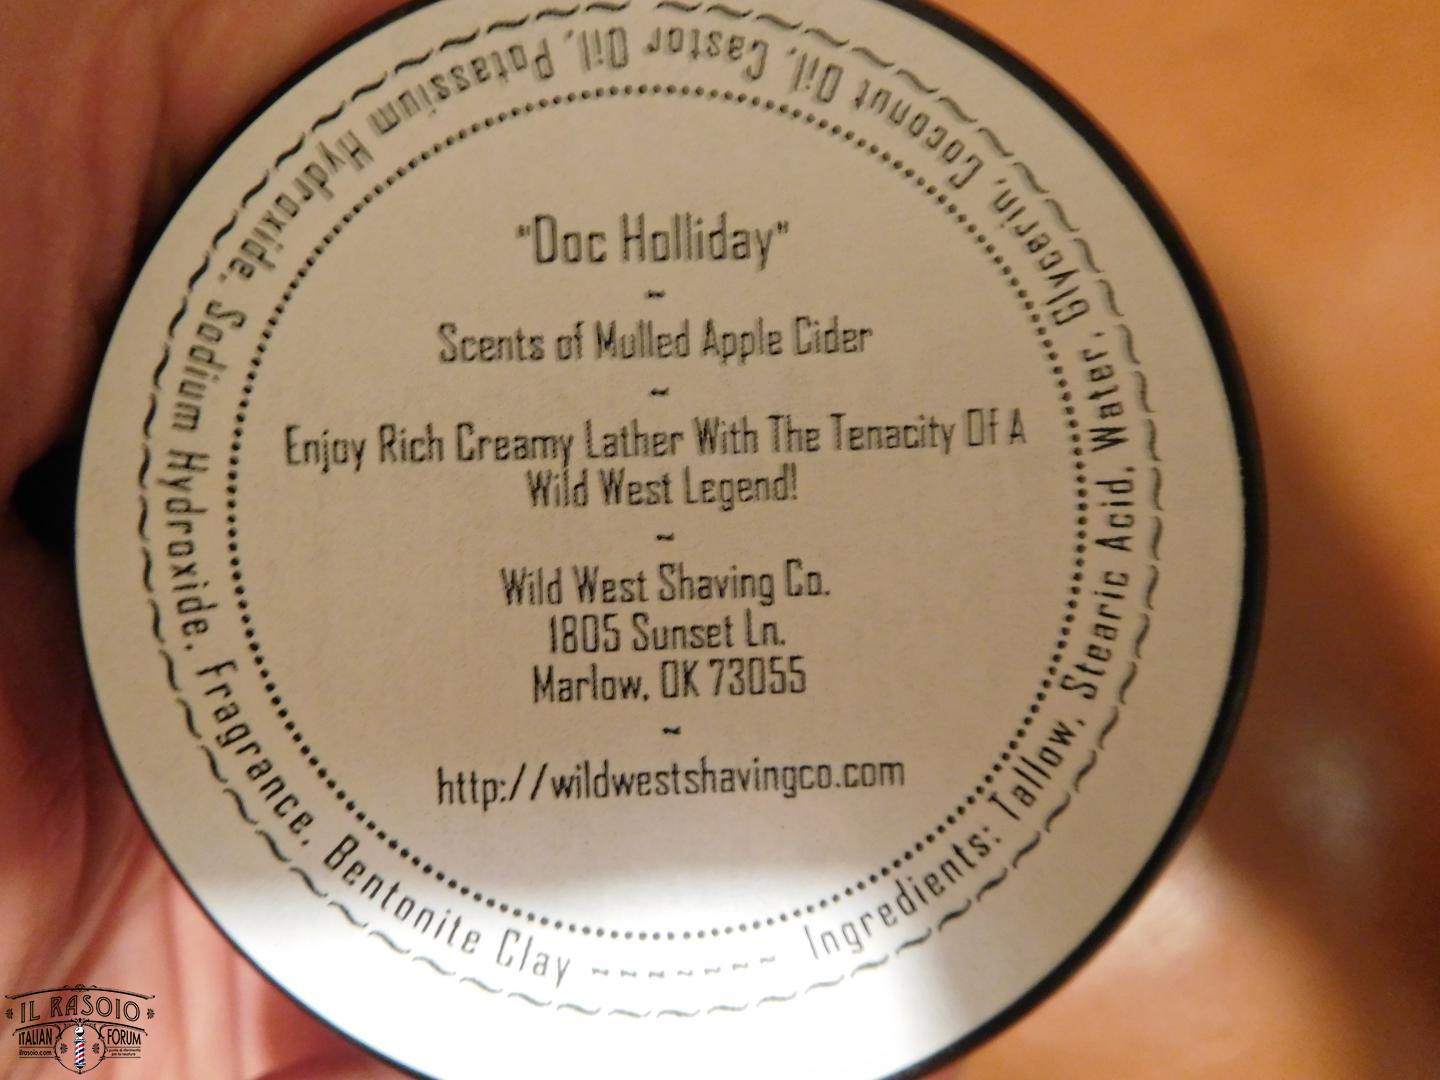 "Doc Holliday"
~
Scents of Mulled Apple Cider
~
Enjoy Rich Creamy Lather With The Tenacity Of A
Wild West Legend!
~
Wild West Shaving Co.
1805 Sunset Ln.
Marlow, OK 73055
~
http://wildwestshavingco.com
Ingredients: Tallow, Stearic Acid, Water, Glycerin, Coconut Oil, Castor Oil, Potassium Hydroxide, Sodium Hydroxide, Fragrance, Bentonite Clay ~~~~~~~
IL RASOIO
ITALIAN FORUM
ilrasoio.com